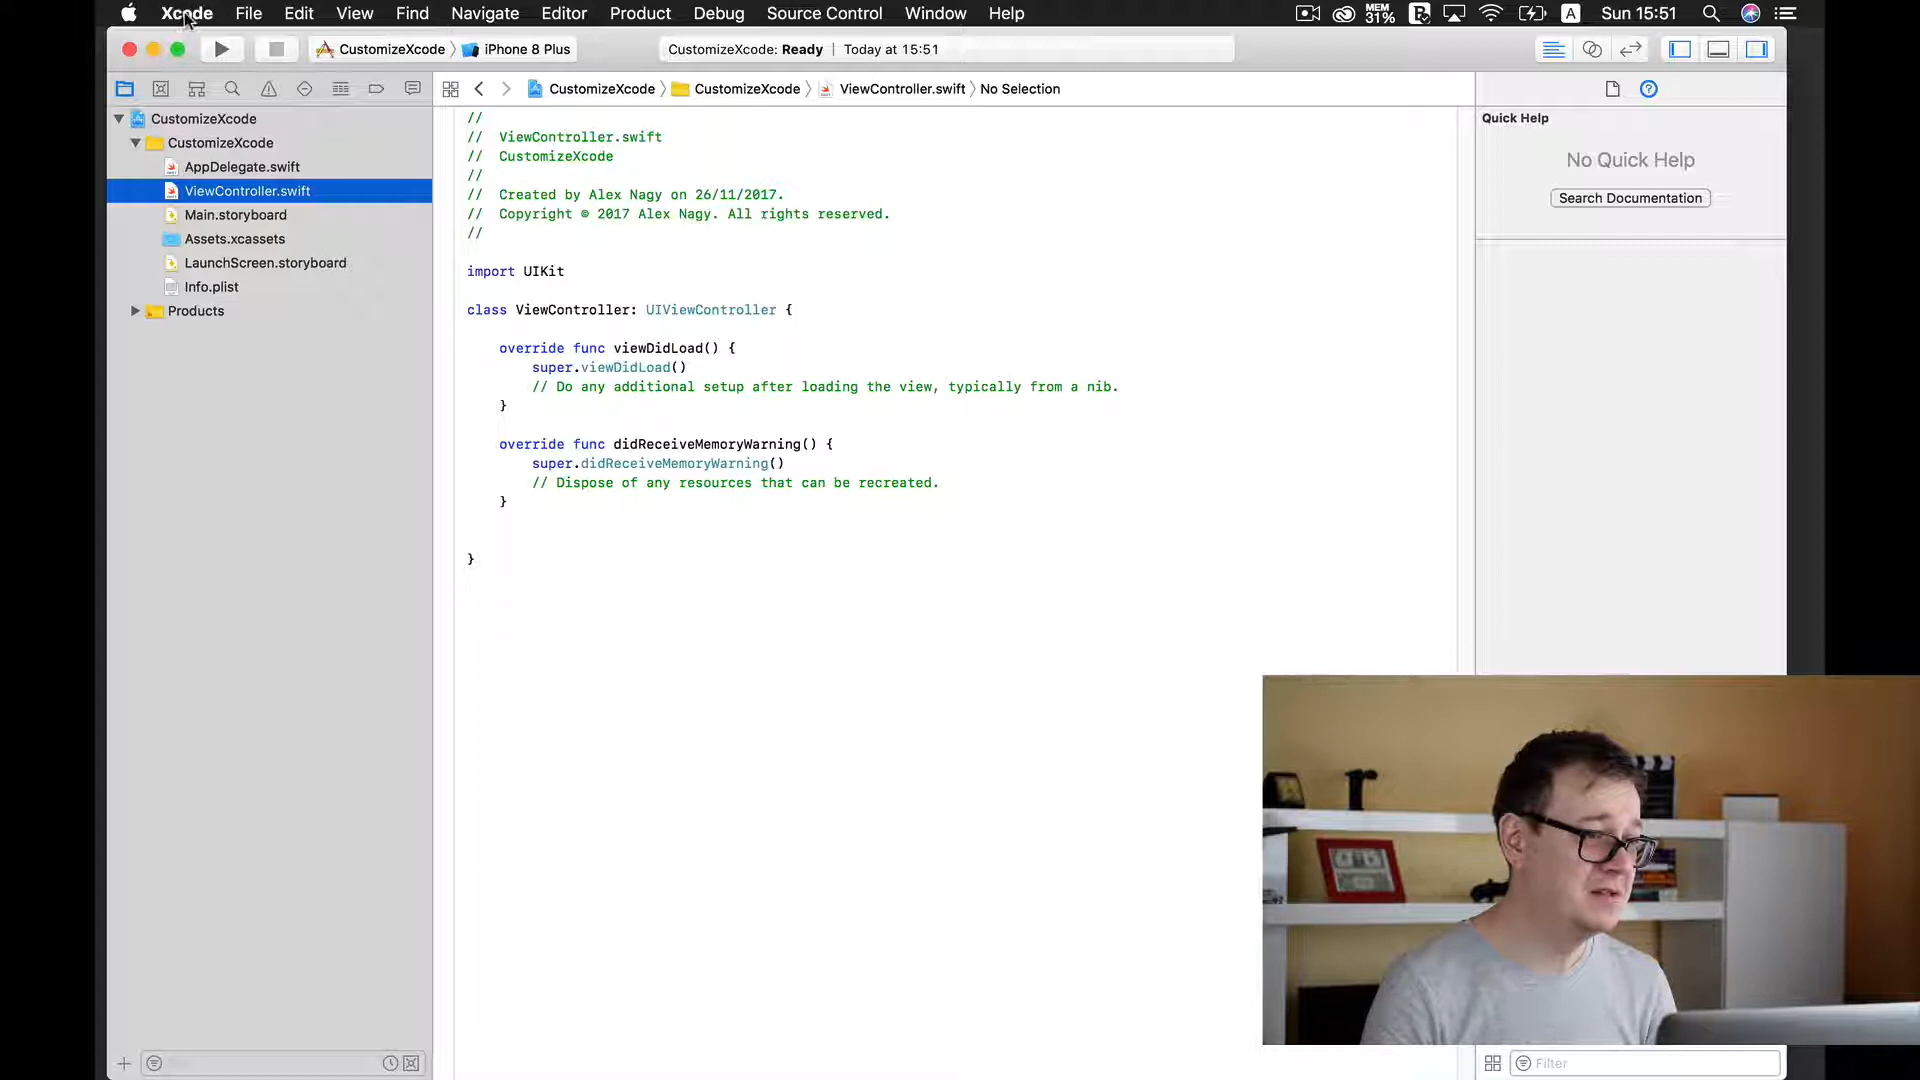 Xcode File Edit View Find Navigate Editor Product Debug Source Control Window Help MEM 31% A Sun 15:51
CustomizeXcode iPhone 8 Plus CustomizeXcode: Ready | Today at 15:51
CustomizeXcode CustomizeXcode ViewController.swift No Selection
CustomizeXcode
CustomizeXcode
AppDelegate.swift
ViewController.swift
Main.storyboard
Assets.xcassets
LaunchScreen.storyboard
Info.plist
Products
//
// ViewController.swift
// CustomizeXcode
//
// Created by Alex Nagy on 26/11/2017.
// Copyright © 2017 Alex Nagy. All rights reserved.
//
import UIKit
class ViewController: UIViewController {
override func viewDidLoad() {
super.viewDidLoad()
// Do any additional setup after loading the view, typically from a nib.
}
override func didReceiveMemoryWarning() {
super.didReceiveMemoryWarning()
// Dispose of any resources that can be recreated.
}
}
Quick Help
No Quick Help
Search Documentation
Filter